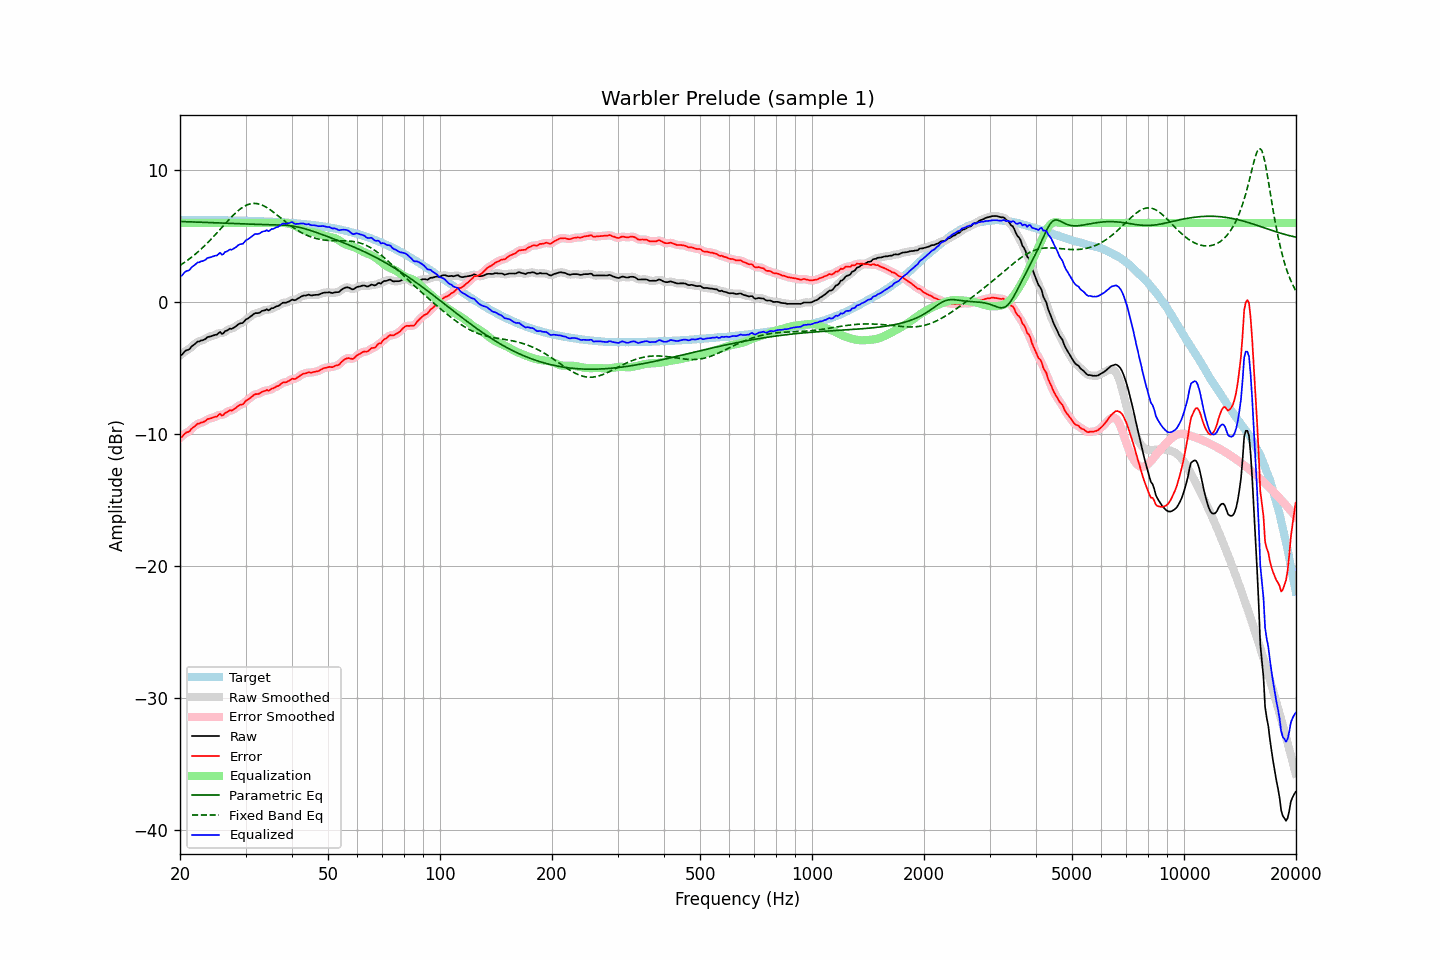 Warbler Prelude (sample 1)
Amplitude (dBr)
10
0
−10
−20
−30
−40
Target
Raw Smoothed
Error Smoothed
Raw
Error
Equalization
Parametric Eq
Fixed Band Eq
Equalized
20 50 100 200 500 1000 2000 5000 10000 20000
Frequency (Hz)